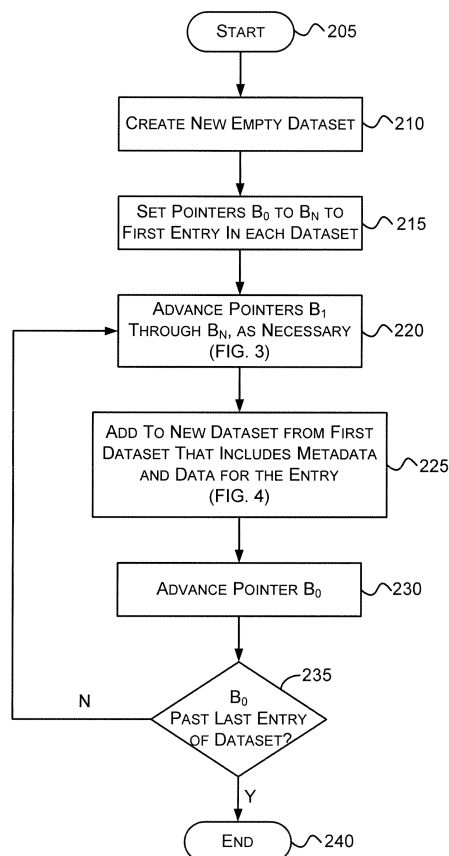 START
205
CREATE NEW EMPTY DATASET
210
SET POINTERS B0 TO BN TO
FIRST ENTRY IN EACH DATASET
215
ADVANCE POINTERS B1
THROUGH BN, AS NECESSARY
(FIG. 3)
220
ADD TO NEW DATASET FROM FIRST
DATASET THAT INCLUDES METADATA
AND DATA FOR THE ENTRY
(FIG. 4)
225
ADVANCE POINTER B0
230
235
N
B0
PAST LAST ENTRY
OF DATASET?
Y
END
240